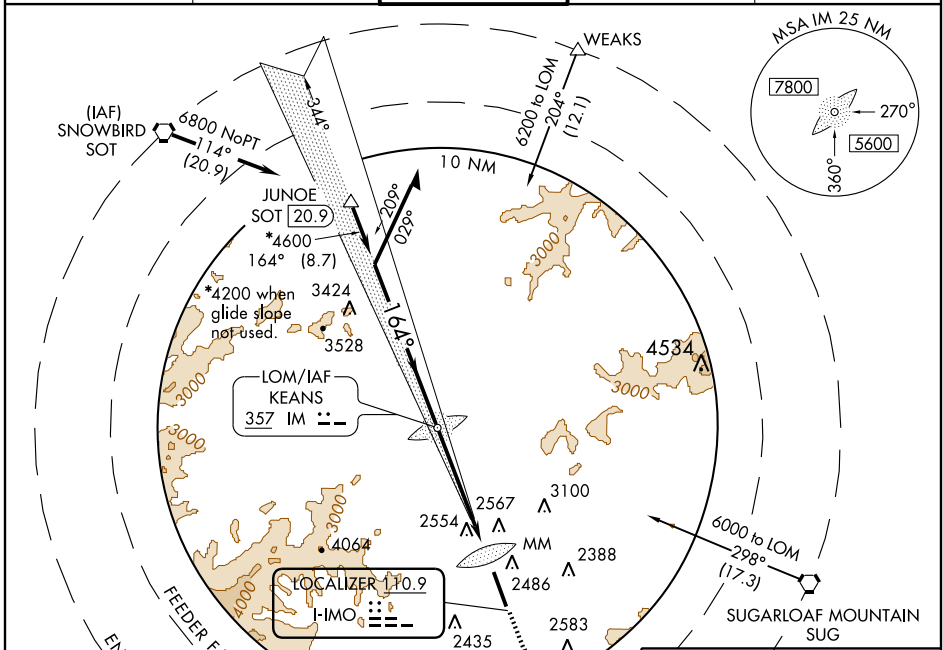 MSA IM 25 NM
7800
270°
5600
360°
WEAKS
6200 to LOM
204°
(12.1)
(IAF)
SNOWBIRD
SOT
6800 NoPT
114°
(20.9)
344°
10 NM
JUNOE
SOT 20.9
*4600
164° (8.7)
209°
029°
*4200 when
glide slope
not used.
3424
3528
164°
3000
4534
3000
3000
LOM/IAF
KEANS
357 IM
3000
3000
2554
2567
3100
MM
2486
2388
4064
4000
LOCALIZER 110.9
I-IMO
2435
2583
6000 to LOM
298°
(17.3)
SUGARLOAF MOUNTAIN
SUG
FEEDER